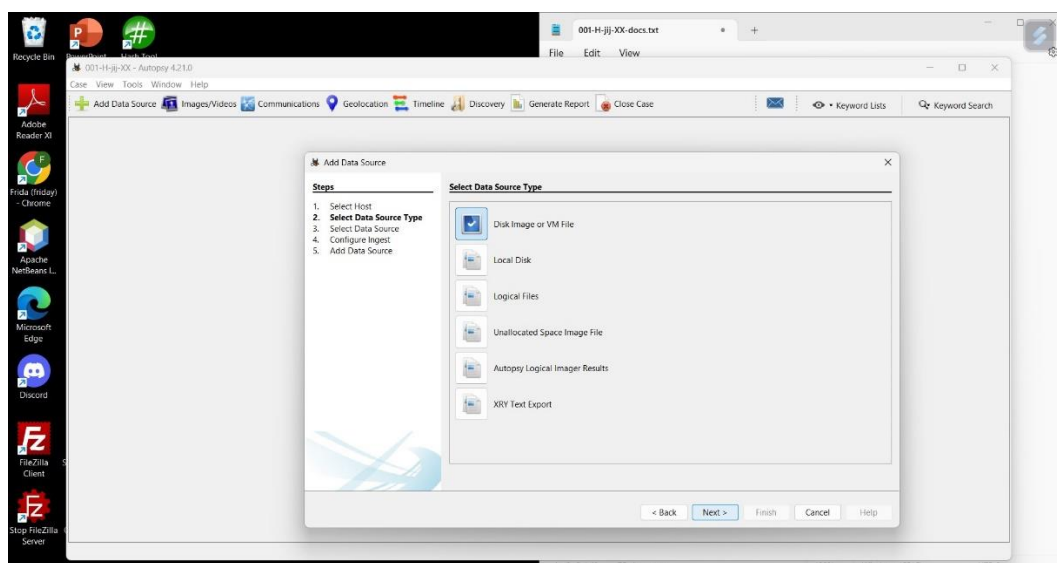 001-H-jij-XX-docs.txt
File Edit View
Recycle Bin
PowerPoint
Hash Tool
001-H-jij-XX - Autopsy 4.21.0
Case View Tools Window Help
Add Data Source Images/Videos Communications Geolocation Timeline Discovery Generate Report Close Case Keyword Lists Keyword Search
Adobe
Reader XI
Frida (friday)
- Chrome
Apache
NetBeans I...
Microsoft
Edge
Discord
FileZilla
Client
Stop FileZilla
Server
Add Data Source
Steps
1. Select Host
2. Select Data Source Type
3. Select Data Source
4. Configure Ingest
5. Add Data Source
Select Data Source Type
Disk Image or VM File
Local Disk
Logical Files
Unallocated Space Image File
Autopsy Logical Imager Results
XRY Text Export
< Back Next > Finish Cancel Help